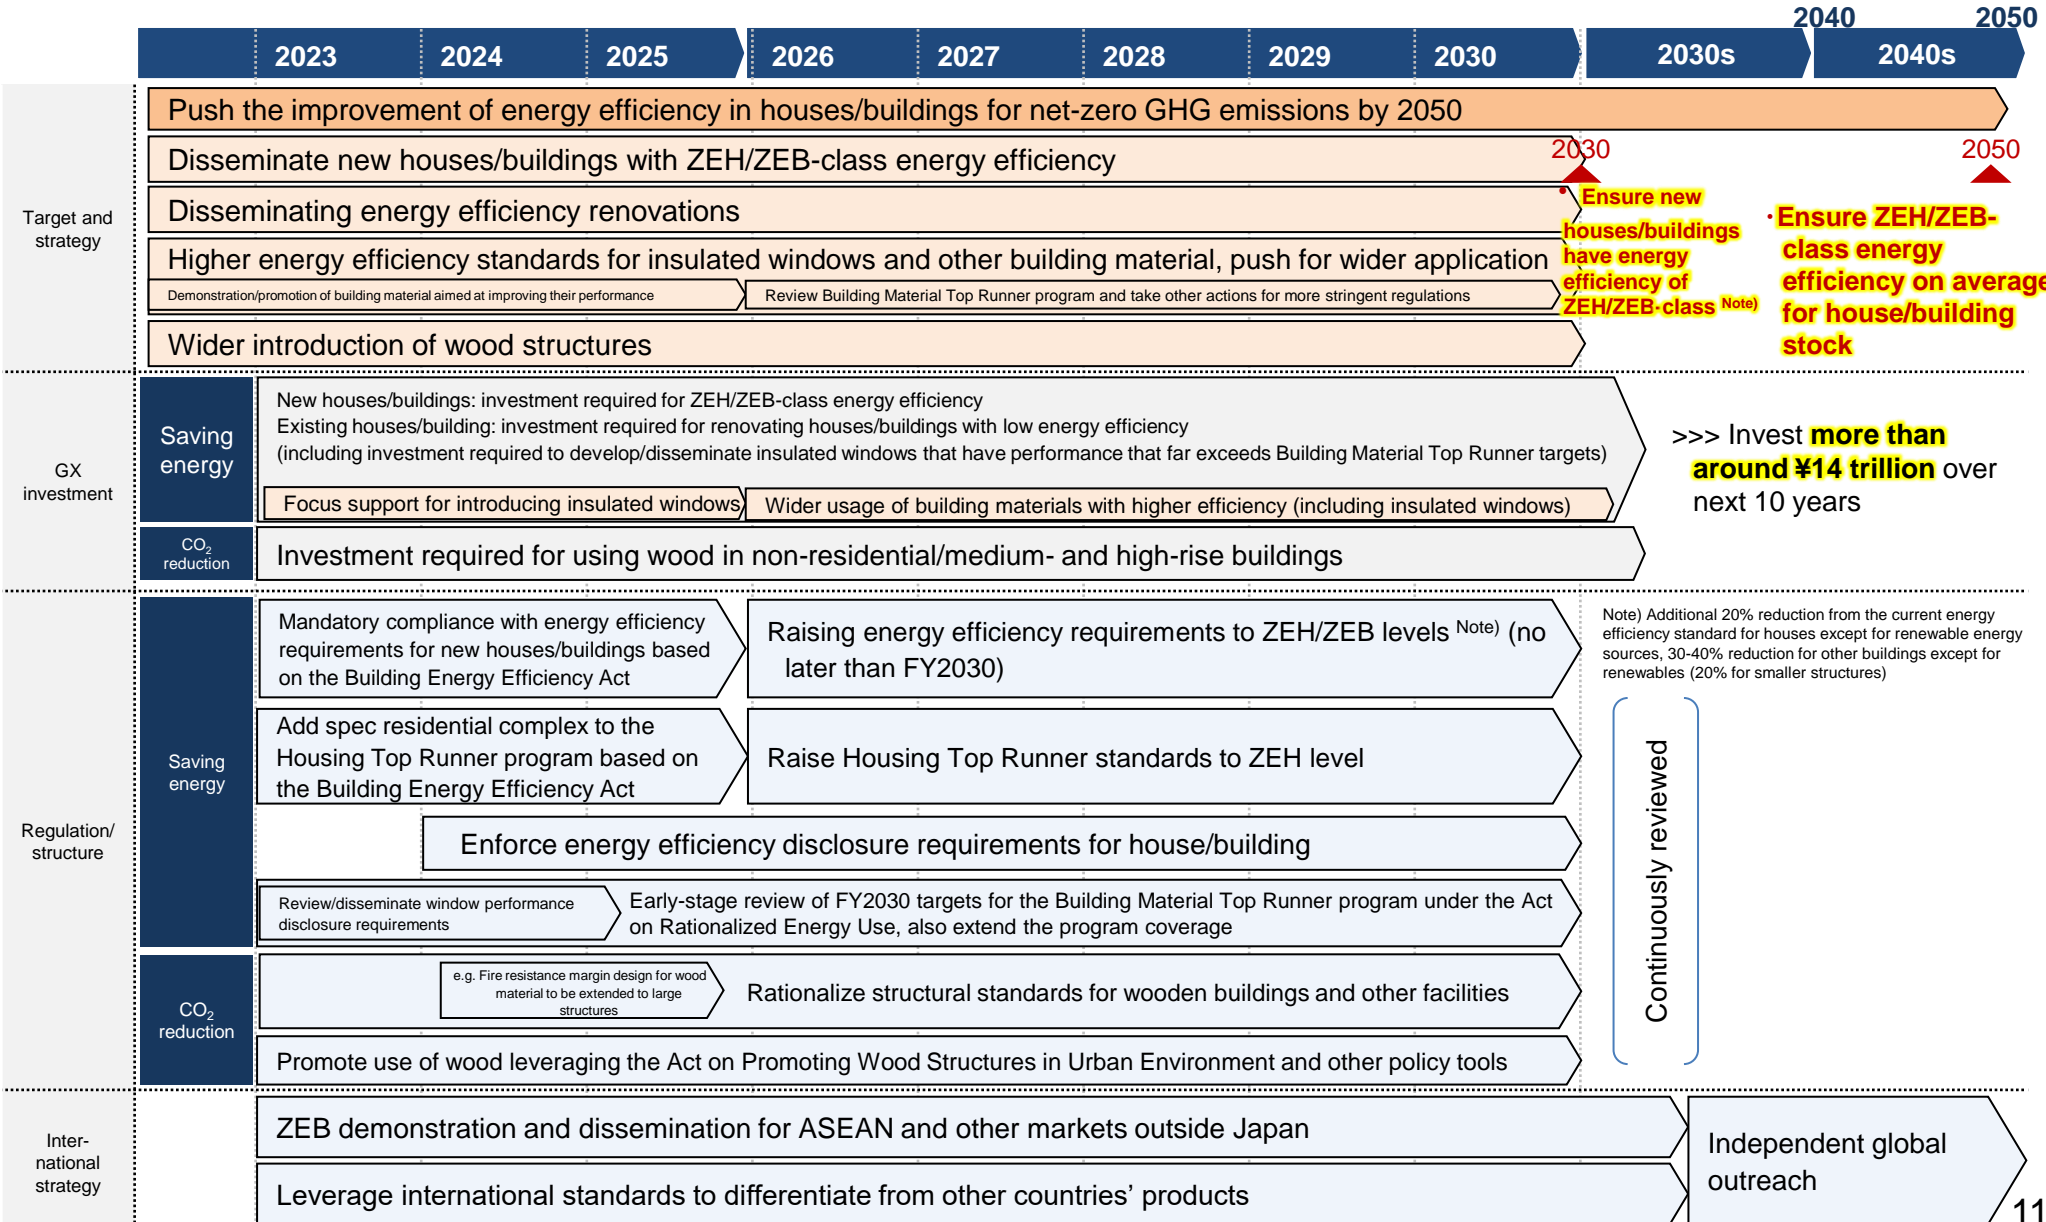 2040 2050
2023 2024 2025 2026 2027 2028 2029 2030 2030s 2040s
Target and
strategy
Push the improvement of energy efficiency in houses/buildings for net-zero GHG emissions by 2050
Disseminate new houses/buildings with ZEH/ZEB-class energy efficiency
Disseminating energy efficiency renovations
Higher energy efficiency standards for insulated windows and other building material, push for wider application
Demonstration/promotion of building material aimed at improving their performance
Review Building Material Top Runner program and take other actions for more stringent regulations
Wider introduction of wood structures
2030
• Ensure new
houses/buildings
have energy
efficiency of
ZEH/ZEB-class Note)
2050
・Ensure ZEH/ZEB-
class energy
efficiency on average
for house/building
stock
GX
investment
Saving
energy
New houses/buildings: investment required for ZEH/ZEB-class energy efficiency
Existing houses/building: investment required for renovating houses/buildings with low energy efficiency
(including investment required to develop/disseminate insulated windows that have performance that far exceeds Building Material Top Runner targets)
Focus support for introducing insulated windows
Wider usage of building materials with higher efficiency (including insulated windows)
CO2
reduction
Investment required for using wood in non-residential/medium- and high-rise buildings
>>> Invest more than
around ¥14 trillion over
next 10 years
Regulation/
structure
Saving
energy
Mandatory compliance with energy efficiency
requirements for new houses/buildings based
on the Building Energy Efficiency Act
Raising energy efficiency requirements to ZEH/ZEB levels Note) (no
later than FY2030)
Add spec residential complex to the
Housing Top Runner program based on
the Building Energy Efficiency Act
Raise Housing Top Runner standards to ZEH level
Enforce energy efficiency disclosure requirements for house/building
Review/disseminate window performance
disclosure requirements
Early-stage review of FY2030 targets for the Building Material Top Runner program under the Act
on Rationalized Energy Use, also extend the program coverage
CO2
reduction
e.g. Fire resistance margin design for wood
material to be extended to large
structures
Rationalize structural standards for wooden buildings and other facilities
Promote use of wood leveraging the Act on Promoting Wood Structures in Urban Environment and other policy tools
Note) Additional 20% reduction from the current energy
efficiency standard for houses except for renewable energy
sources, 30-40% reduction for other buildings except for
renewables (20% for smaller structures)
Continuously reviewed
Inter-
national
strategy
ZEB demonstration and dissemination for ASEAN and other markets outside Japan
Leverage international standards to differentiate from other countries' products
Independent global
outreach
11